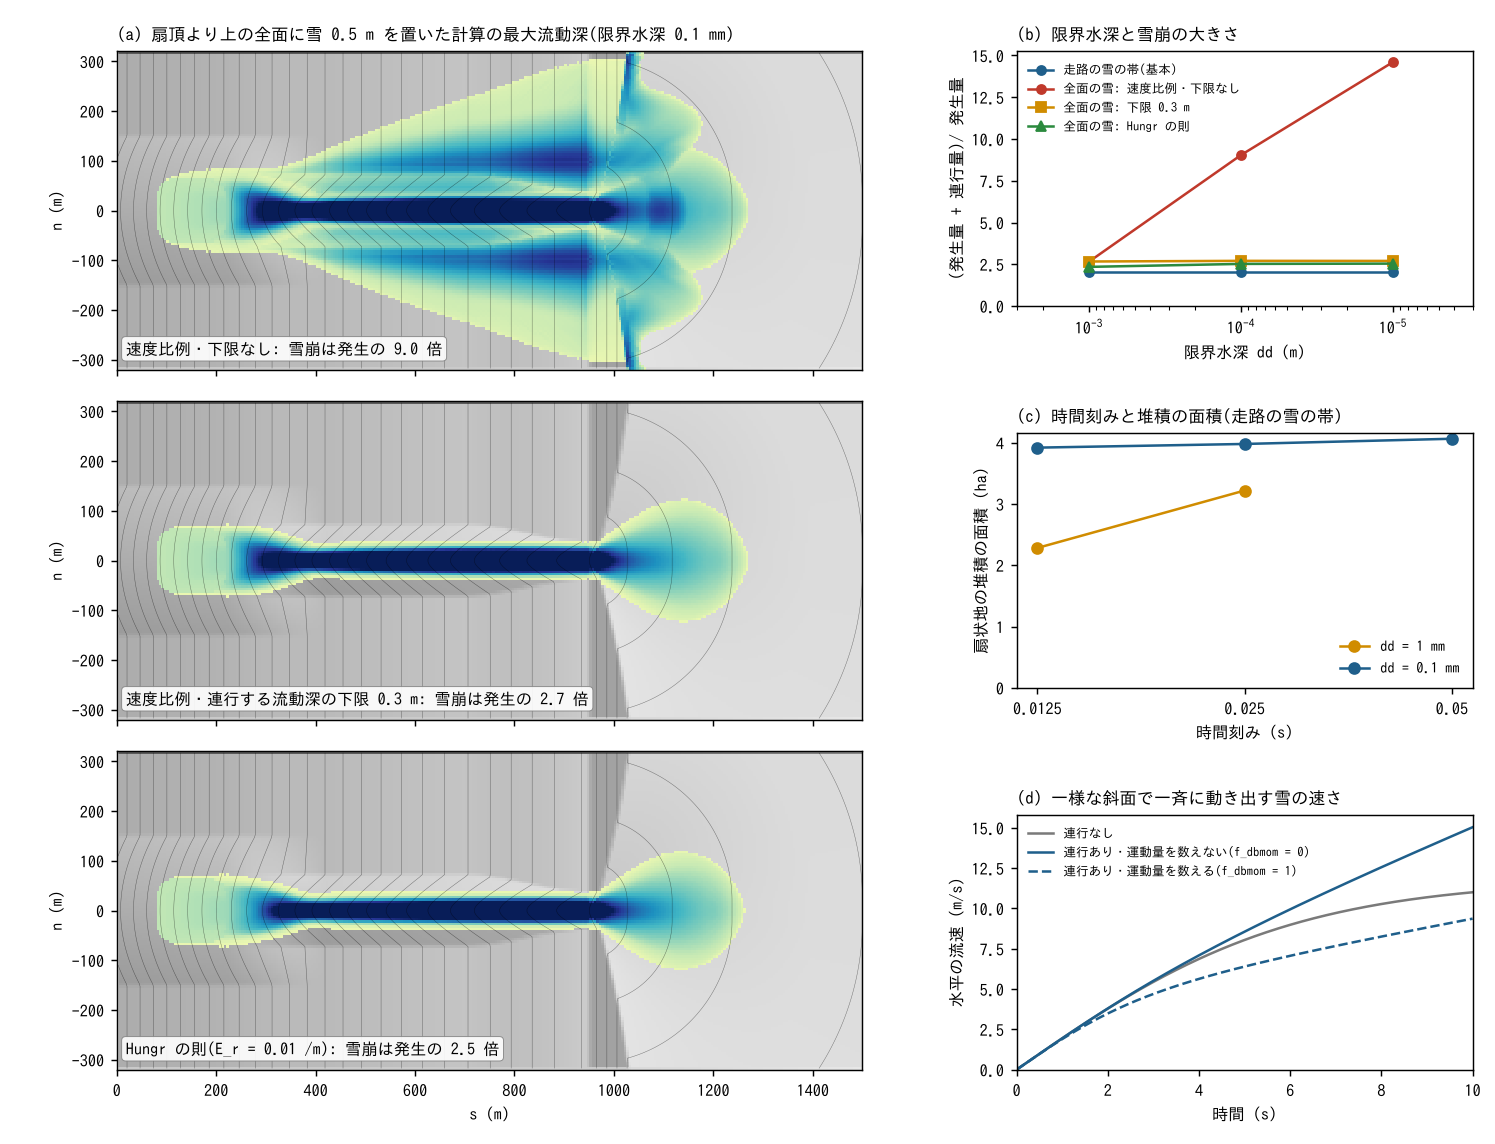 (a) 扇頂より上の全面に雪 0.5 m を置いた計算の最大流動深(限界水深 0.1 mm)
300
200
100
0
−100
−200
−300
n (m)
速度比例・下限なし: 雪崩は発生の 9.0 倍
300
200
100
0
−100
−200
−300
n (m)
速度比例・連行する流動深の下限 0.3 m: 雪崩は発生の 2.7 倍
300
200
100
0
−100
−200
−300
n (m)
Hungr の則(E_r = 0.01 /m): 雪崩は発生の 2.5 倍
0 200 400 600 800 1000 1200 1400
s (m)
(b) 限界水深と雪崩の大きさ
15.0
12.5
10.0
7.5
5.0
2.5
0.0
(発生量 + 連行量)/ 発生量
走路の雪の帯(基本)
全面の雪: 速度比例・下限なし
全面の雪: 下限 0.3 m
全面の雪: Hungr の則
10⁻³ 10⁻⁴ 10⁻⁵
限界水深 dd (m)
(c) 時間刻みと堆積の面積(走路の雪の帯)
4
3
2
1
0
扇状地の堆積の面積 (ha)
dd = 1 mm
dd = 0.1 mm
0.0125 0.025 0.05
時間刻み (s)
(d) 一様な斜面で一斉に動き出す雪の速さ
15.0
12.5
10.0
7.5
5.0
2.5
0.0
水平の流速 (m/s)
連行なし
連行あり・運動量を数えない(f_dbmom = 0)
連行あり・運動量を数える(f_dbmom = 1)
0 2 4 6 8 10
時間 (s)